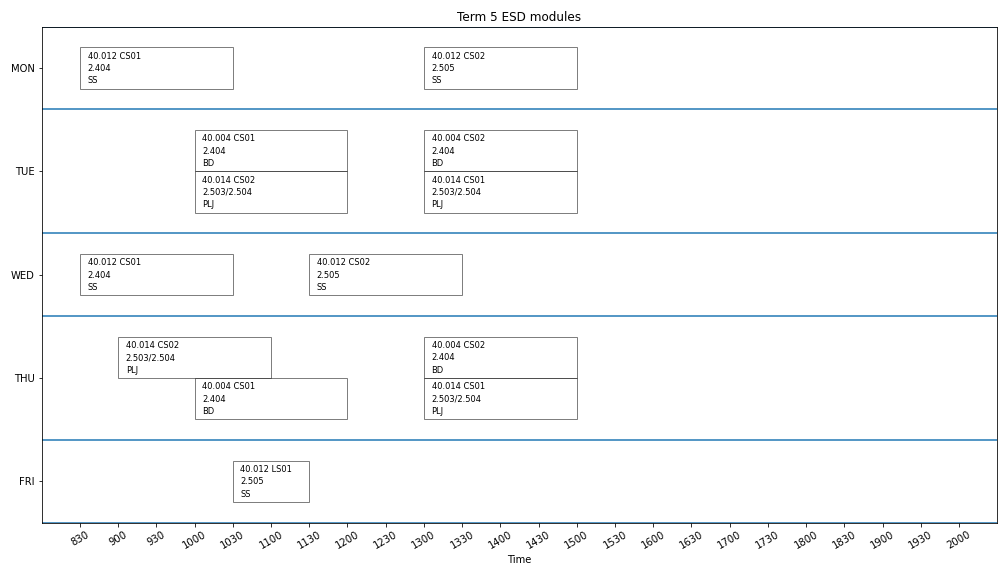 Term 5 ESD modules
MON
40.012 CS01
2.404
SS
40.012 CS02
2.505
SS
TUE
40.004 CS01
2.404
BD
40.004 CS02
2.404
BD
40.014 CS02
2.503/2.504
PLJ
40.014 CS01
2.503/2.504
PLJ
WED
40.012 CS01
2.404
SS
40.012 CS02
2.505
SS
THU
40.014 CS02
2.503/2.504
PLJ
40.004 CS02
2.404
BD
40.004 CS01
2.404
BD
40.014 CS01
2.503/2.504
PLJ
FRI
40.012 LS01
2.505
SS
830 900 930 1000 1030 1100 1130 1200 1230 1300 1330 1400 1430 1500 1530 1600 1630 1700 1730 1800 1830 1900 1930 2000
Time